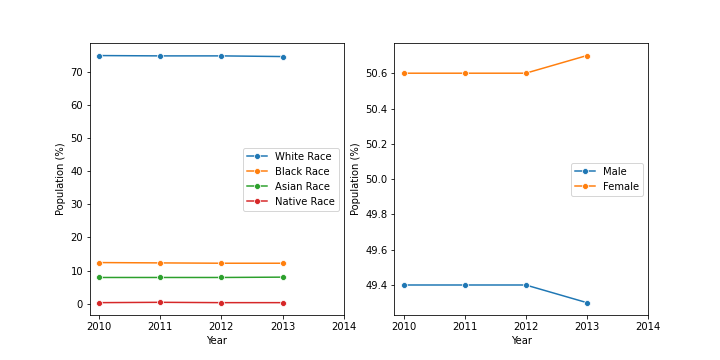 Population (%)
70
60
50
40
30
20
10
0
2010 2011 2012 2013 2014
Year
White Race
Black Race
Asian Race
Native Race
Population (%)
50.6
50.4
50.2
50.0
49.8
49.6
49.4
2010 2011 2012 2013 2014
Year
Male
Female